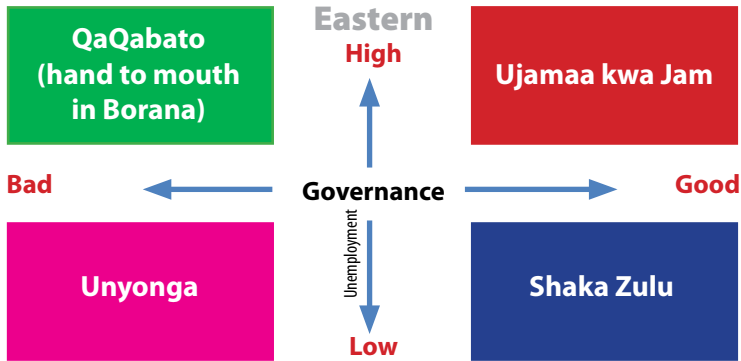 Eastern
High
QaQabato
(hand to mouth
in Borana)
Ujamaa kwa Jam
Bad
Governance
Good
Unemployment
Unyonga
Shaka Zulu
Low